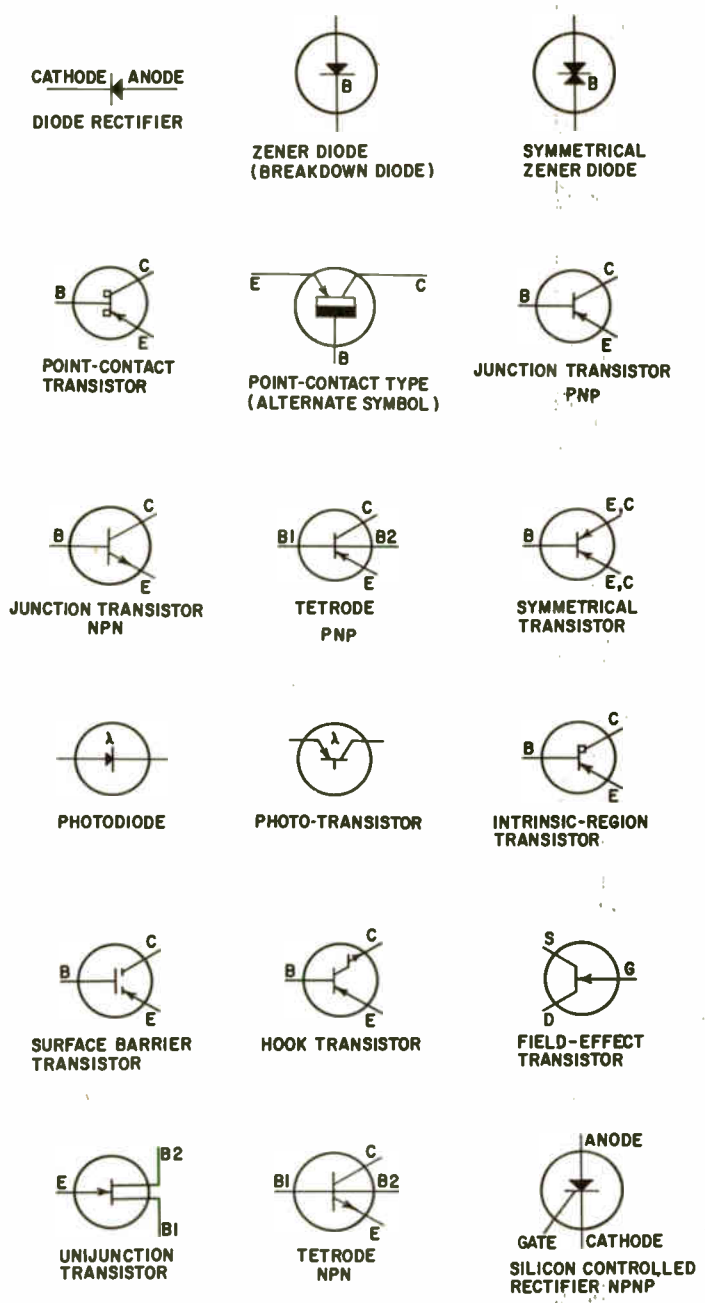 CATHODE ANODE
DIODE RECTIFIER
B
ZENER DIODE
(BREAKDOWN DIODE)
B
SYMMETRICAL
ZENER DIODE
C
B
E
POINT-CONTACT
TRANSISTOR
E C
B
POINT-CONTACT TYPE
(ALTERNATE SYMBOL)
C
B
E
JUNCTION TRANSISTOR
PNP
C
B
E
JUNCTION TRANSISTOR
NPN
C
B1 B2
E
TETRODE
PNP
E,C
B
E,C
SYMMETRICAL
TRANSISTOR
λ
PHOTODIODE
λ
PHOTO-TRANSISTOR
C
B
E
INTRINSIC-REGION
TRANSISTOR
C
B
E
SURFACE BARRIER
TRANSISTOR
C
B
E
HOOK TRANSISTOR
S
G
D
FIELD-EFFECT
TRANSISTOR
B2
E
B1
UNIJUNCTION
TRANSISTOR
C
B1 B2
E
TETRODE
NPN
ANODE
GATE CATHODE
SILICON CONTROLLED
RECTIFIER NPNP